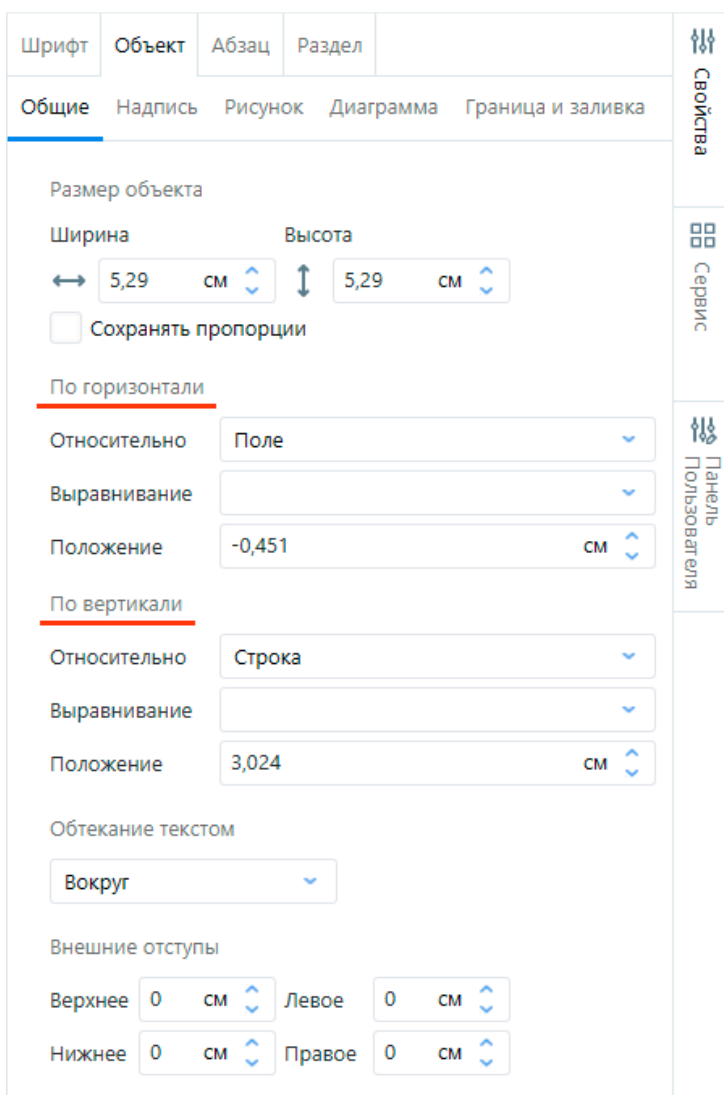 Шрифт Объект Абзац Раздел
Общие Надпись Рисунок Диаграмма Граница и заливка
Размер объекта
Ширина Высота
5,29 см 5,29 см
Сохранять пропорции
По горизонтали
Относительно Поле
Выравнивание
Положение -0,451 см
По вертикали
Относительно Строка
Выравнивание
Положение 3,024 см
Обтекание текстом
Вокруг
Внешние отступы
Верхнее 0 см Левое 0 см
Нижнее 0 см Правое 0 см
Свойства
Сервис
Панель
Пользователя